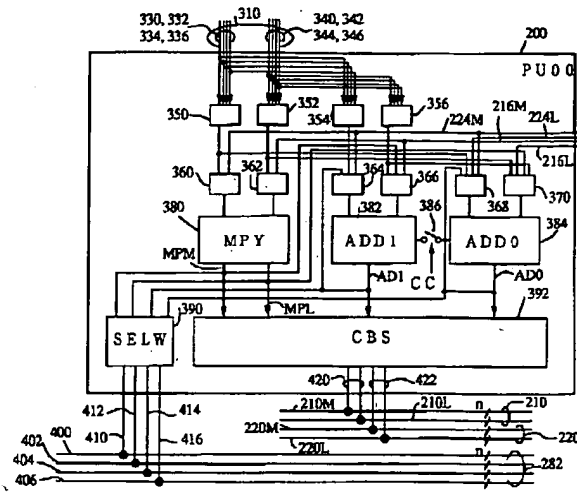 330, 332
310
340, 342
334, 336
344, 346
200
PU00
350
352
354
356
224M
216M
224L
216L
360
362
364
366
368
370
380
382
386
384
MPY
ADD1
ADD0
MPM
MPL
AD1
CC
AD0
392
SELW
390
CBS
420
422
412
414
410
416
210M
210L
n
210
220M
220L
220
400
402
404
406
n
282